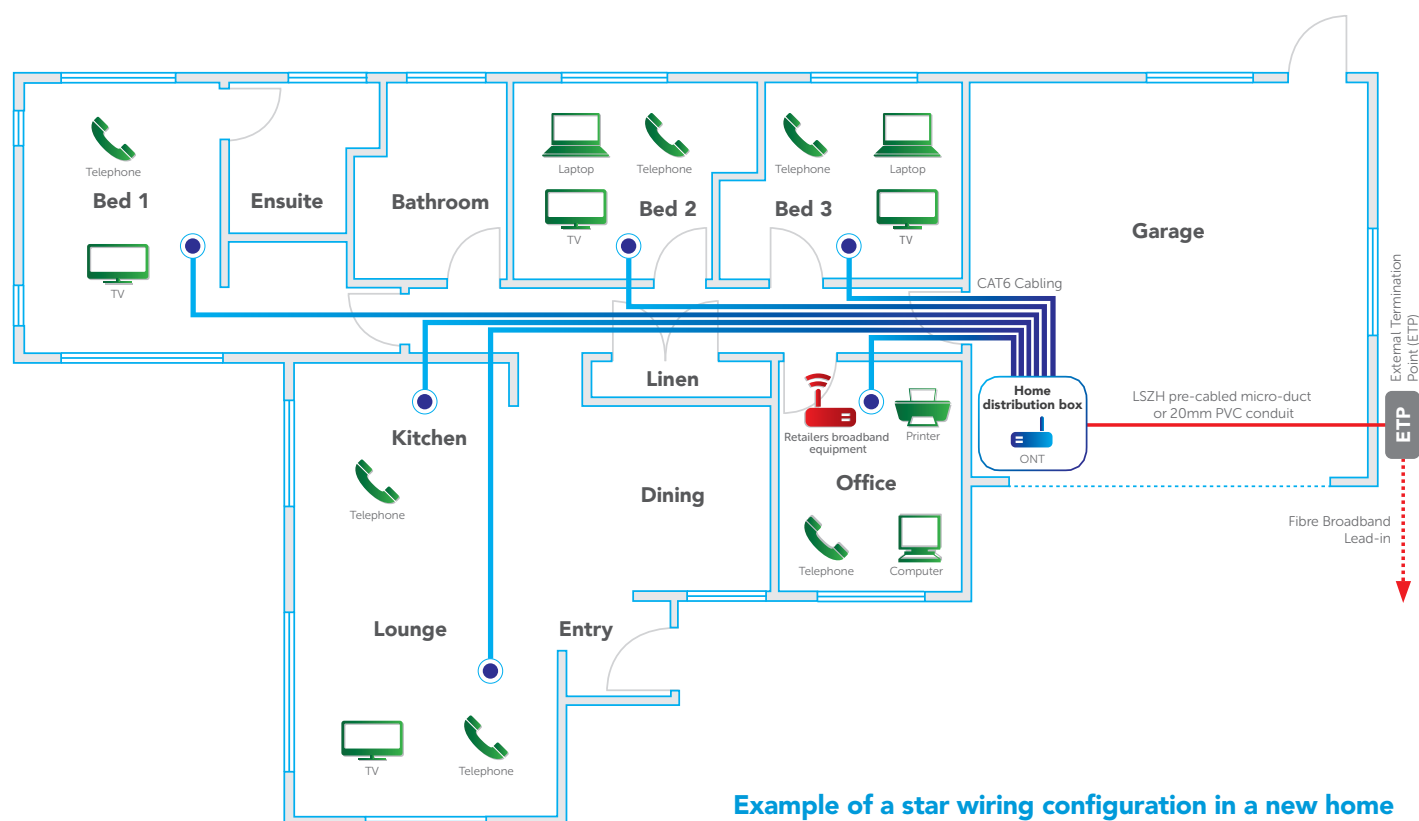 Telephone
Bed 1
TV
Ensuite
Bathroom
Laptop
Telephone
TV
Bed 2
Telephone
Laptop
Bed 3
TV
Garage
CAT6 Cabling
External Termination
Point (ETP)
Linen
Home
distribution box
ONT
LSZH pre-cabled micro-duct
or 20mm PVC conduit
ETP
Kitchen
Telephone
Retailers broadband
equipment
Printer
Office
Dining
Telephone
Computer
Fibre Broadband
Lead-in
Lounge
Entry
TV
Telephone
Example of a star wiring configuration in a new home